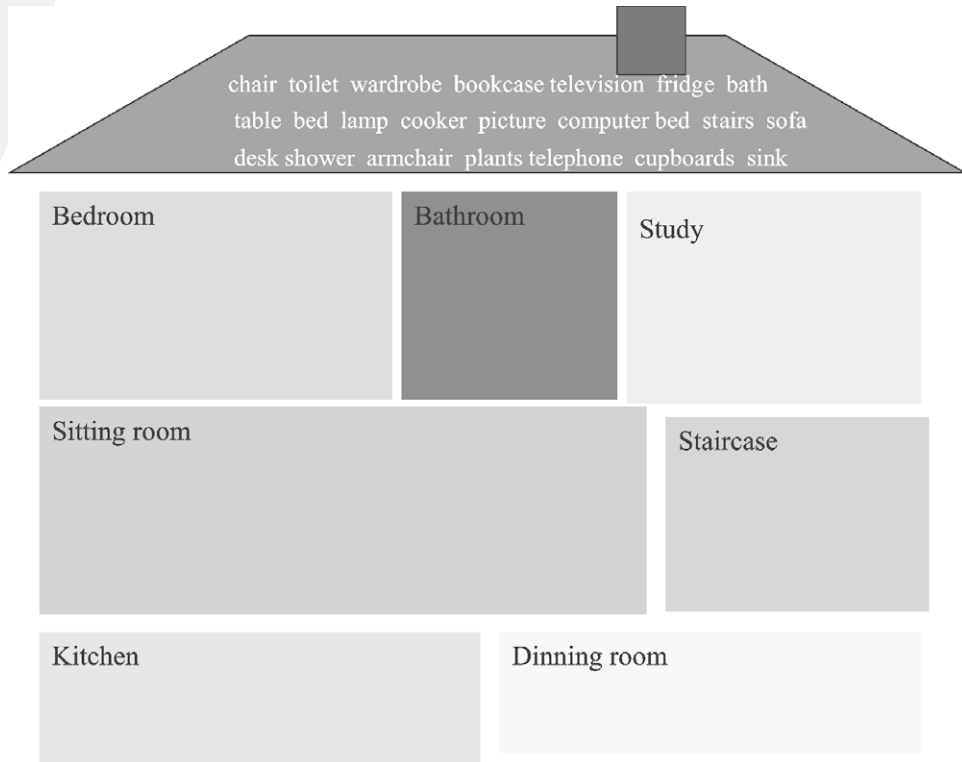 chair toilet wardrobe bookcase television fridge bath
table bed lamp cooker picture computer bed stairs sofa
desk shower armchair plants telephone cupboards sink
Bedroom
Bathroom
Study
Sitting room
Staircase
Kitchen
Dinning room